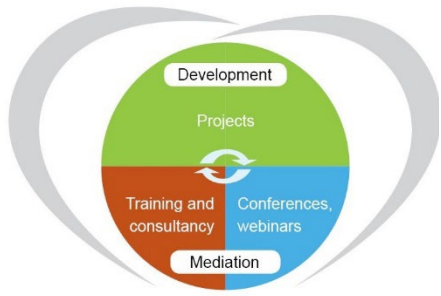 Development
Projects
Training and
consultancy
Conferences,
webinars
Mediation